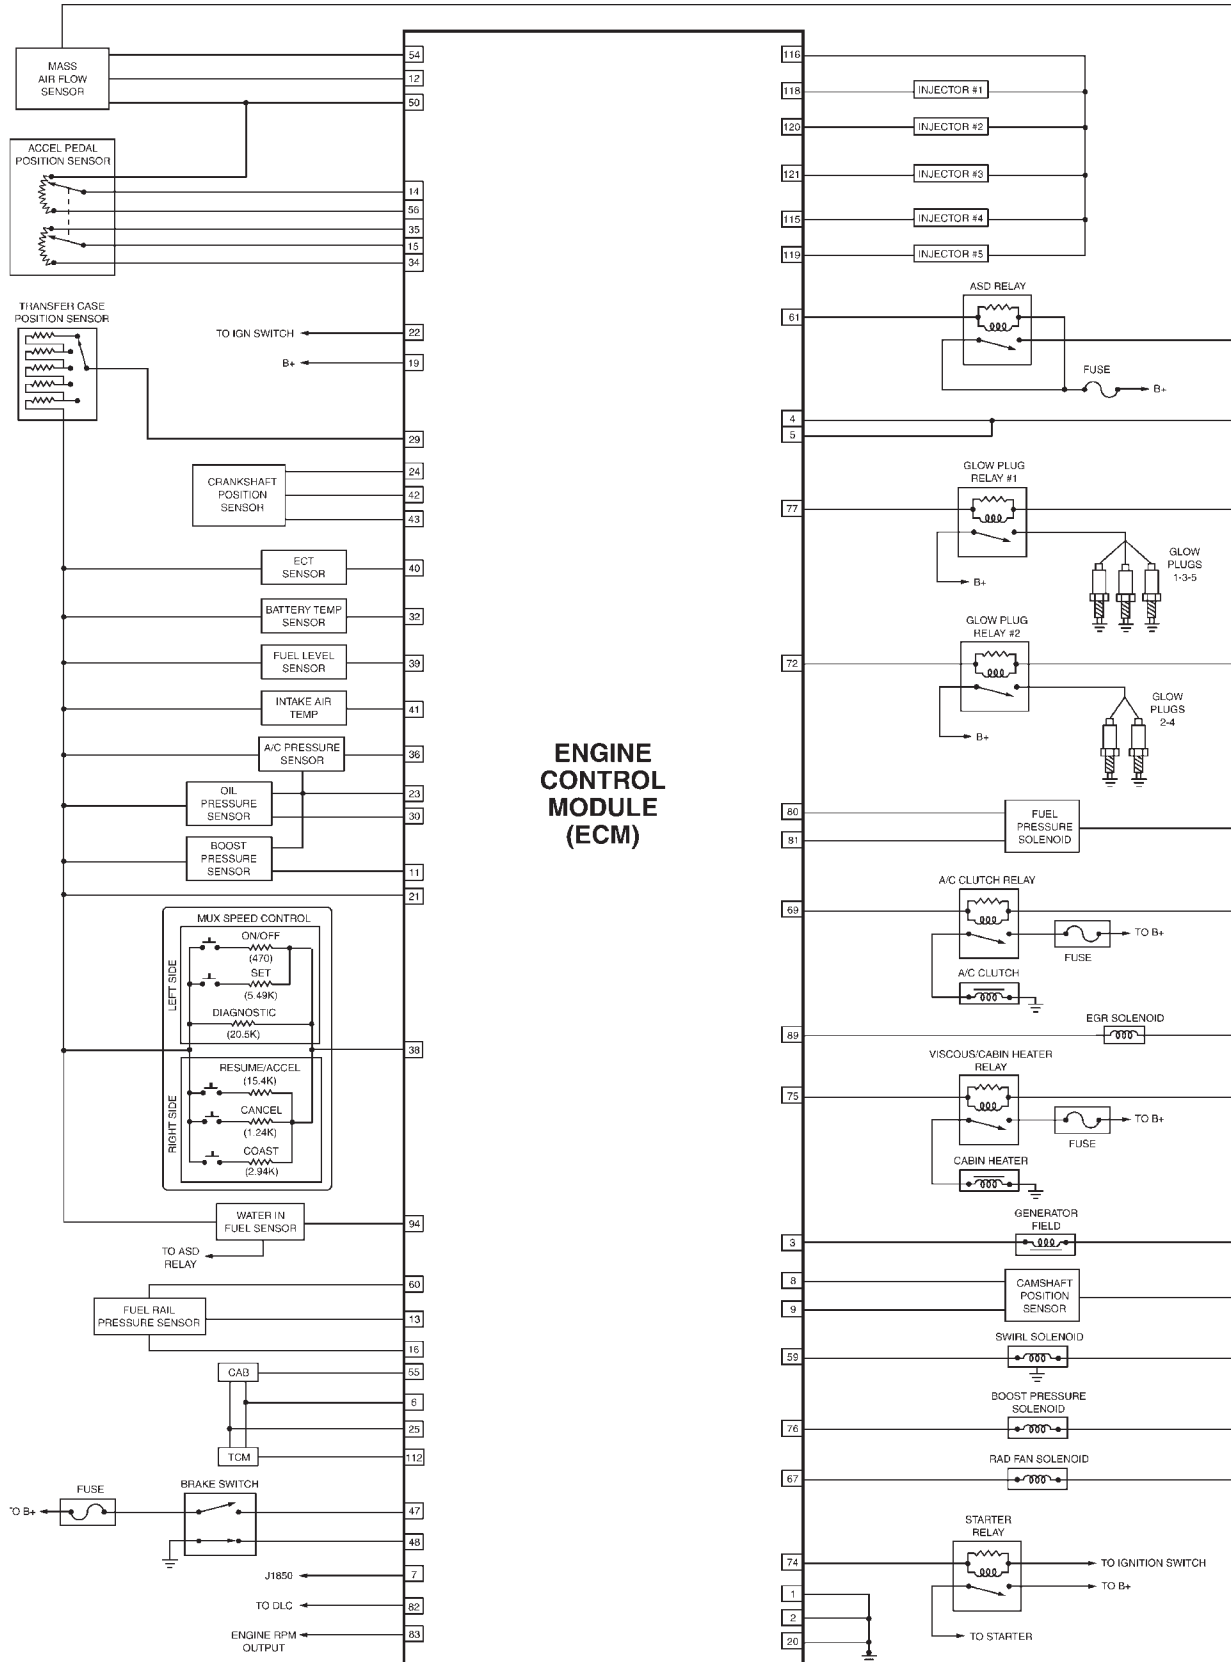 MASS
AIR FLOW
SENSOR
54
12
50
ACCEL PEDAL
POSITION SENSOR
14
56
35
15
34
TRANSFER CASE
POSITION SENSOR
TO IGN SWITCH
22
B+
19
29
CRANKSHAFT
POSITION
SENSOR
24
42
43
ECT
SENSOR
40
BATTERY TEMP
SENSOR
32
FUEL LEVEL
SENSOR
39
INTAKE AIR
TEMP
41
A/C PRESSURE
SENSOR
36
OIL
PRESSURE
SENSOR
23
30
BOOST
PRESSURE
SENSOR
11
21
MUX SPEED CONTROL
LEFT SIDE
ON/OFF
(470)
SET
(5.49K)
DIAGNOSTIC
(20.5K)
38
RIGHT SIDE
RESUME/ACCEL
(15.4K)
CANCEL
(1.24K)
COAST
(2.94K)
WATER IN
FUEL SENSOR
94
TO ASD
RELAY
60
FUEL RAIL
PRESSURE SENSOR
13
16
CAB
55
6
25
TCM
112
FUSE
BRAKE SWITCH
TO B+
47
48
J1850
7
TO DLC
82
ENGINE RPM
OUTPUT
83
ENGINE
CONTROL
MODULE
(ECM)
116
118
INJECTOR #1
120
INJECTOR #2
121
INJECTOR #3
115
INJECTOR #4
119
INJECTOR #5
ASD RELAY
61
FUSE
B+
4
5
GLOW PLUG
RELAY #1
77
B+
GLOW
PLUGS
1-3-5
GLOW PLUG
RELAY #2
72
B+
GLOW
PLUGS
2-4
80
81
FUEL
PRESSURE
SOLENOID
A/C CLUTCH RELAY
69
TO B+
FUSE
A/C CLUTCH
EGR SOLENOID
89
VISCOUS/CABIN HEATER
RELAY
75
TO B+
FUSE
CABIN HEATER
GENERATOR
FIELD
3
8
9
CAMSHAFT
POSITION
SENSOR
SWIRL SOLENOID
59
BOOST PRESSURE
SOLENOID
76
RAD FAN SOLENOID
67
STARTER
RELAY
74
TO IGNITION SWITCH
TO B+
TO STARTER
1
2
20